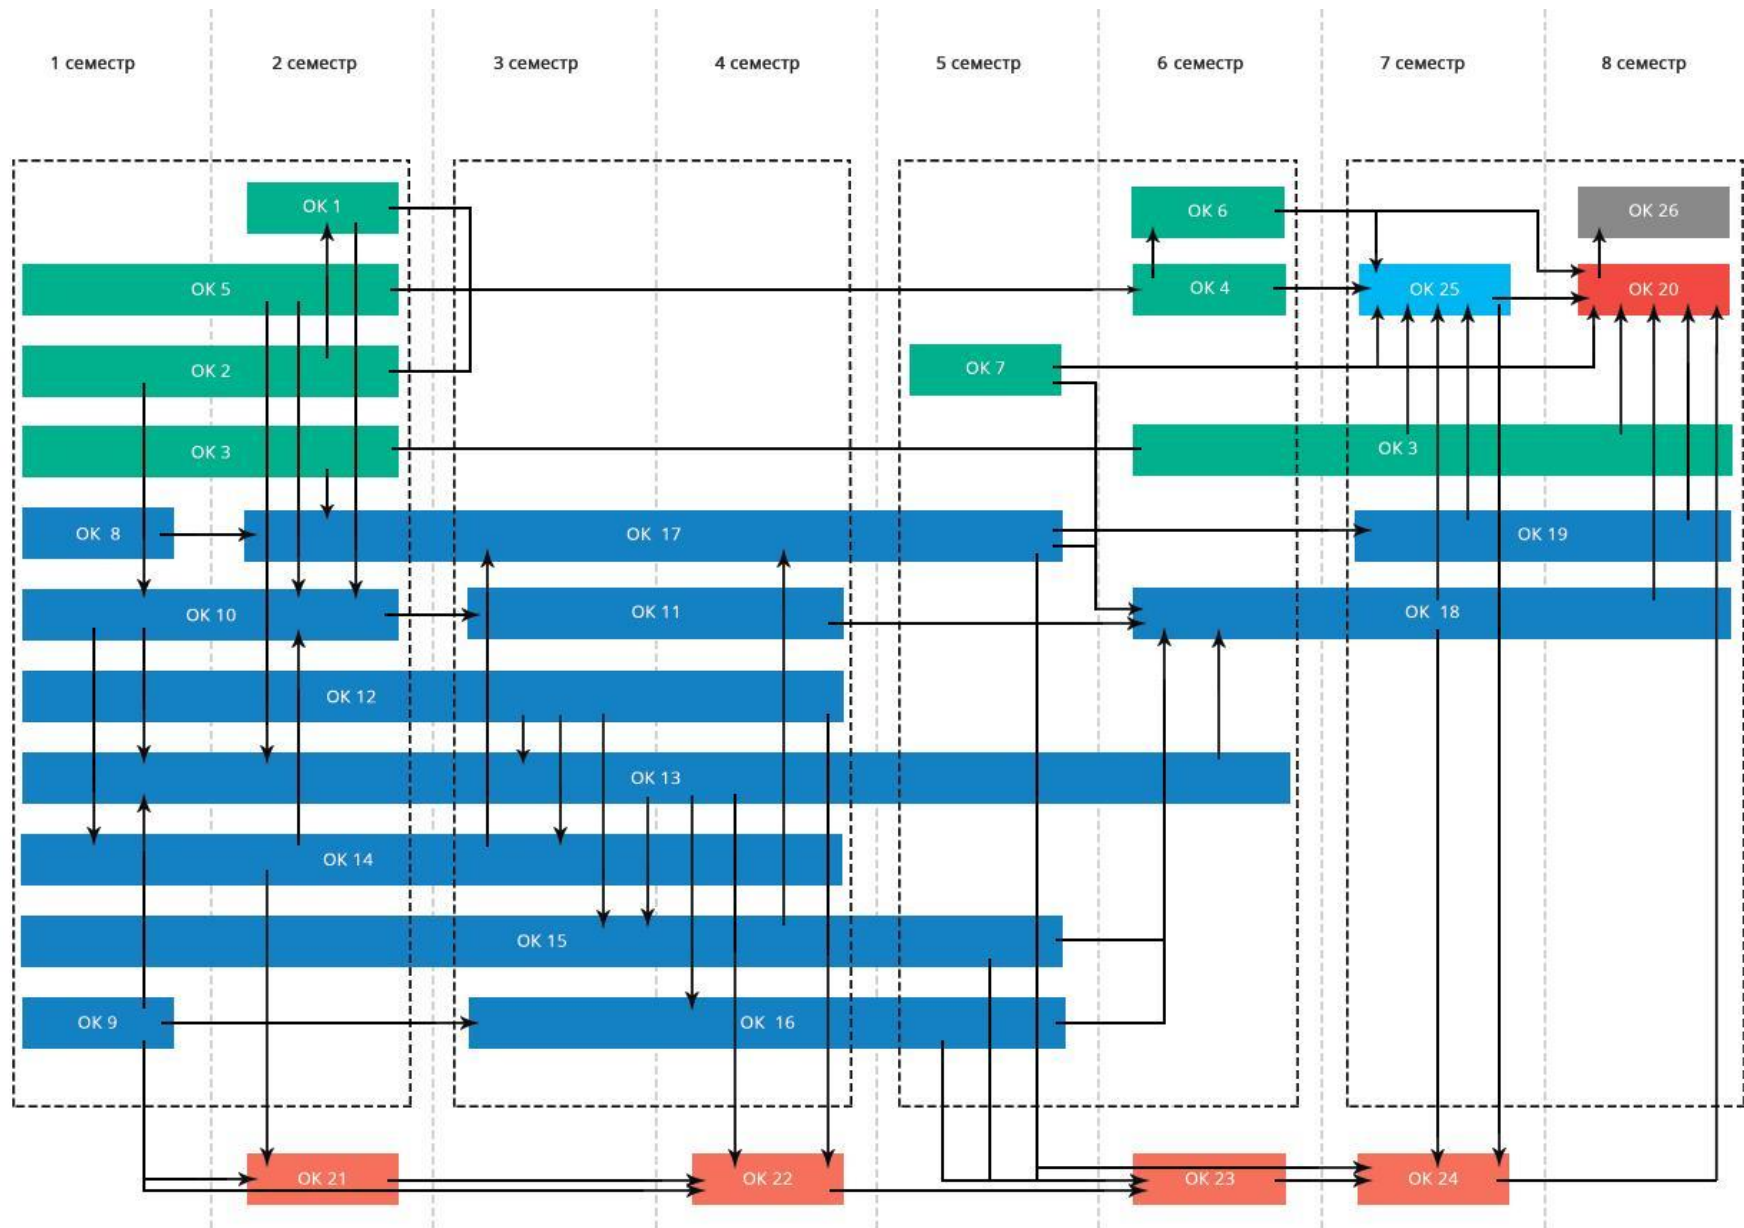 1 семестр 2 семестр 3 семестр 4 семестр 5 семестр 6 семестр 7 семестр 8 семестр
ОК 1 ОК 6 ОК 26
ОК 5 ОК 4 ОК 25 ОК 20
ОК 2 ОК 7
ОК 3 ОК 3
ОК 8 ОК 17 ОК 19
ОК 10 ОК 11 ОК 18
ОК 12
ОК 13
ОК 14
ОК 15
ОК 9 ОК 16
ОК 21 ОК 22 ОК 23 ОК 24